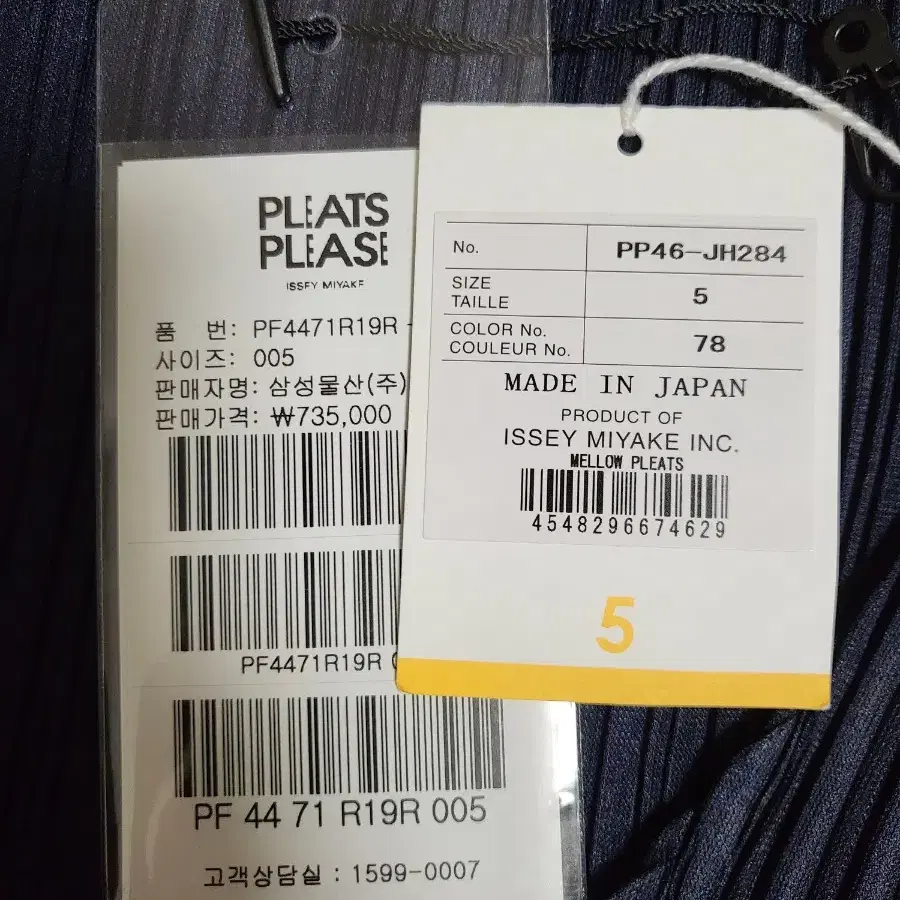 PLEATS
PLEASE
ISSEY MIYAKE
품 번: PF4471R19R
사이즈: 005
판매자명: 삼성물산(주)
판매가격: ₩735,000
PF4471R19R
PF 44 71 R19R 005
고객상담실 : 1599-0007
No. PP46-JH284
SIZE
TAILLE 5
COLOR No.
COULEUR No. 78
MADE IN JAPAN
PRODUCT OF
ISSEY MIYAKE INC.
MELLOW PLEATS
4548296674629
5